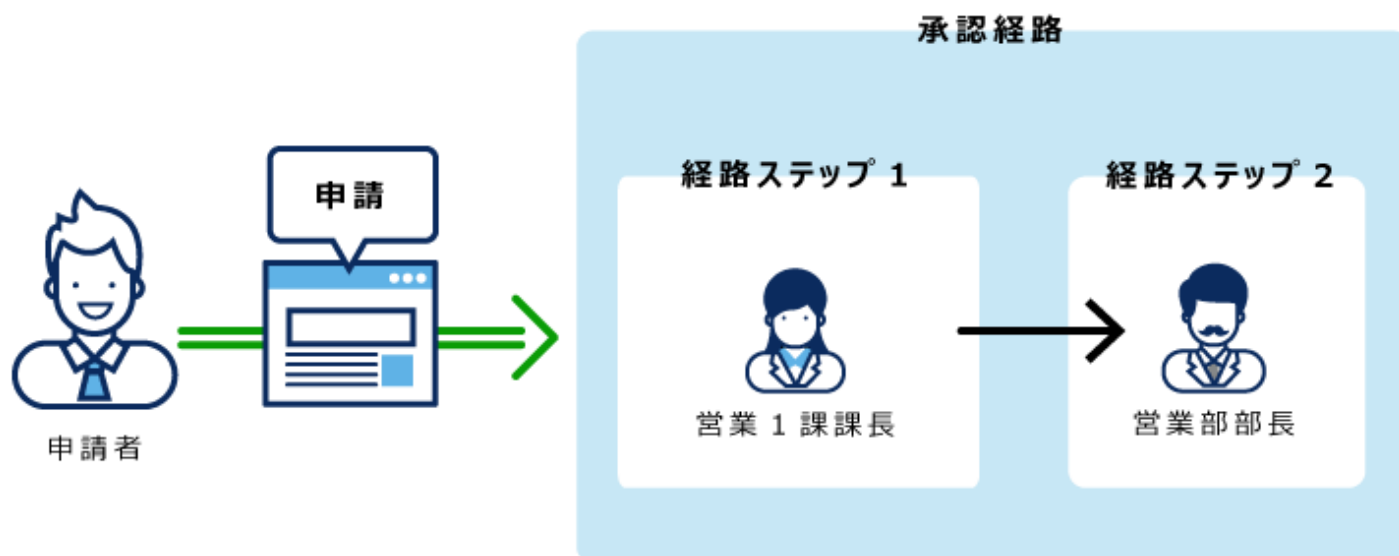 承認経路
申請
経路ステップ 1
経路ステップ 2
申請者
営業 1 課課長
営業部部長